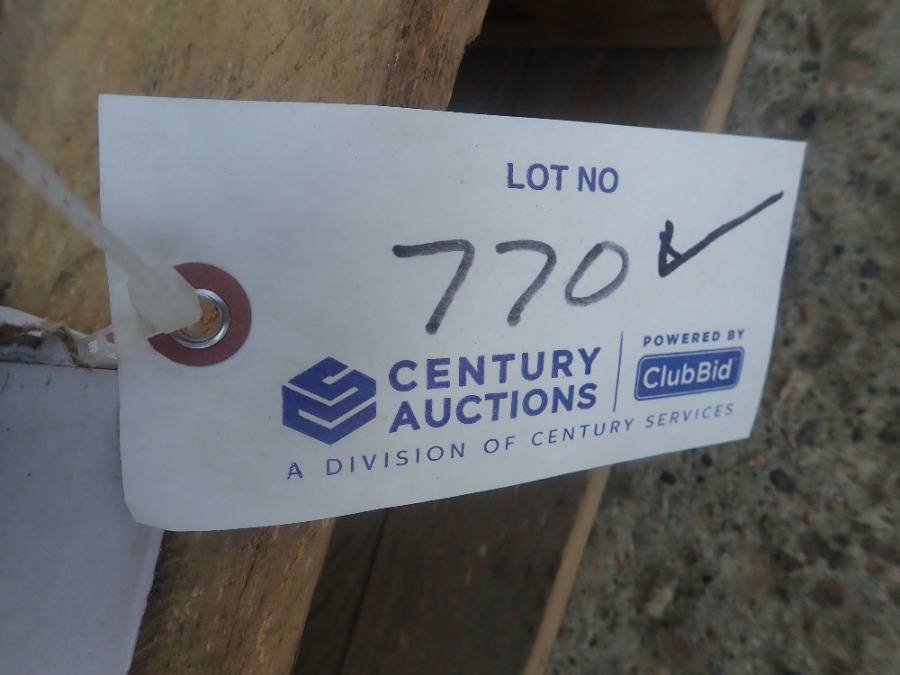 LOT NO
770 ✓
CENTURY
AUCTIONS
POWERED BY
ClubBid
A DIVISION OF CENTURY SERVICES